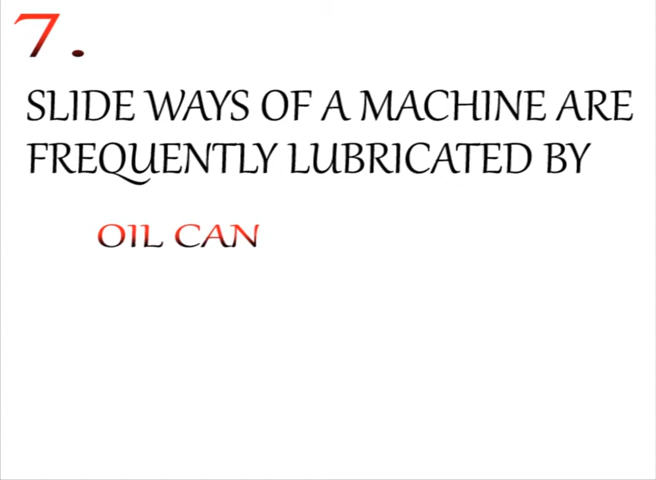 7.
SLIDE WAYS OF A MACHINE ARE
FREQUENTLY LUBRICATED BY
OIL CAN